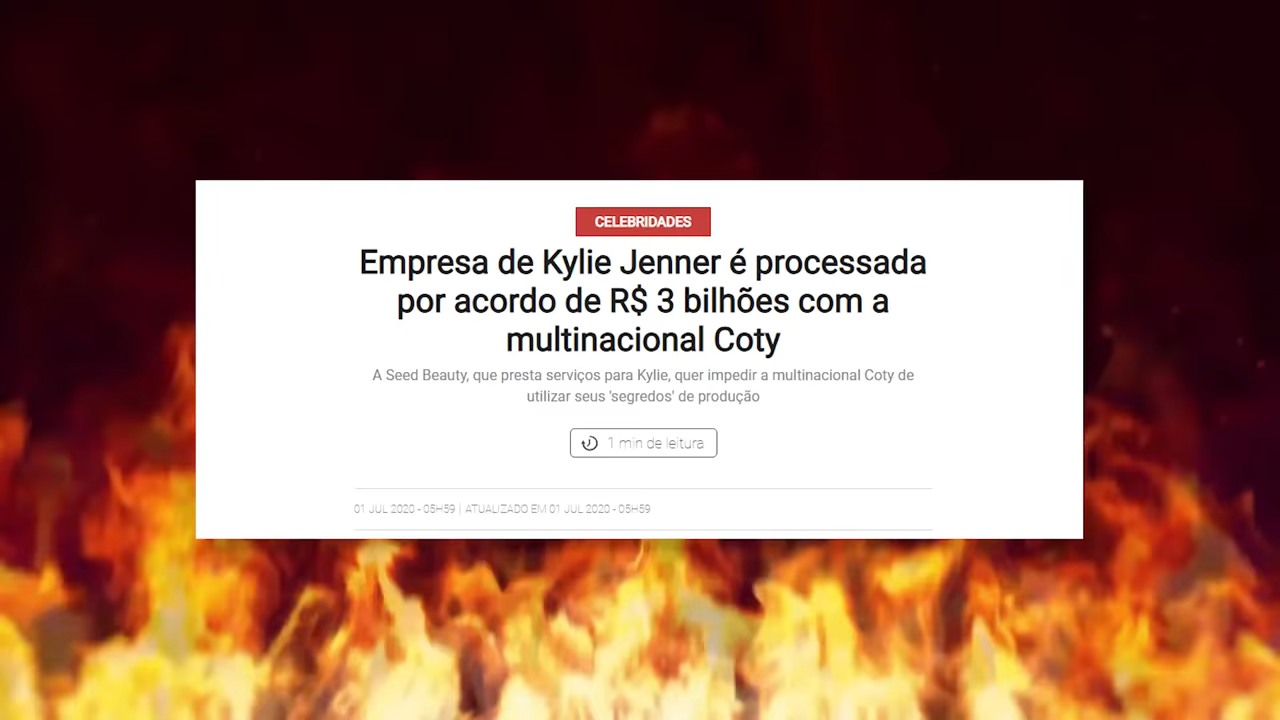 CELEBRIDADES
Empresa de Kylie Jenner é processada
por acordo de R$ 3 bilhões com a
multinacional Coty
A Seed Beauty, que presta serviços para Kylie, quer impedir a multinacional Coty de
utilizar seus 'segredos' de produção
1 min de leitura
01 JUL 2020 - 05H59 | ATUALIZADO EM 01 JUL 2020 - 05H59